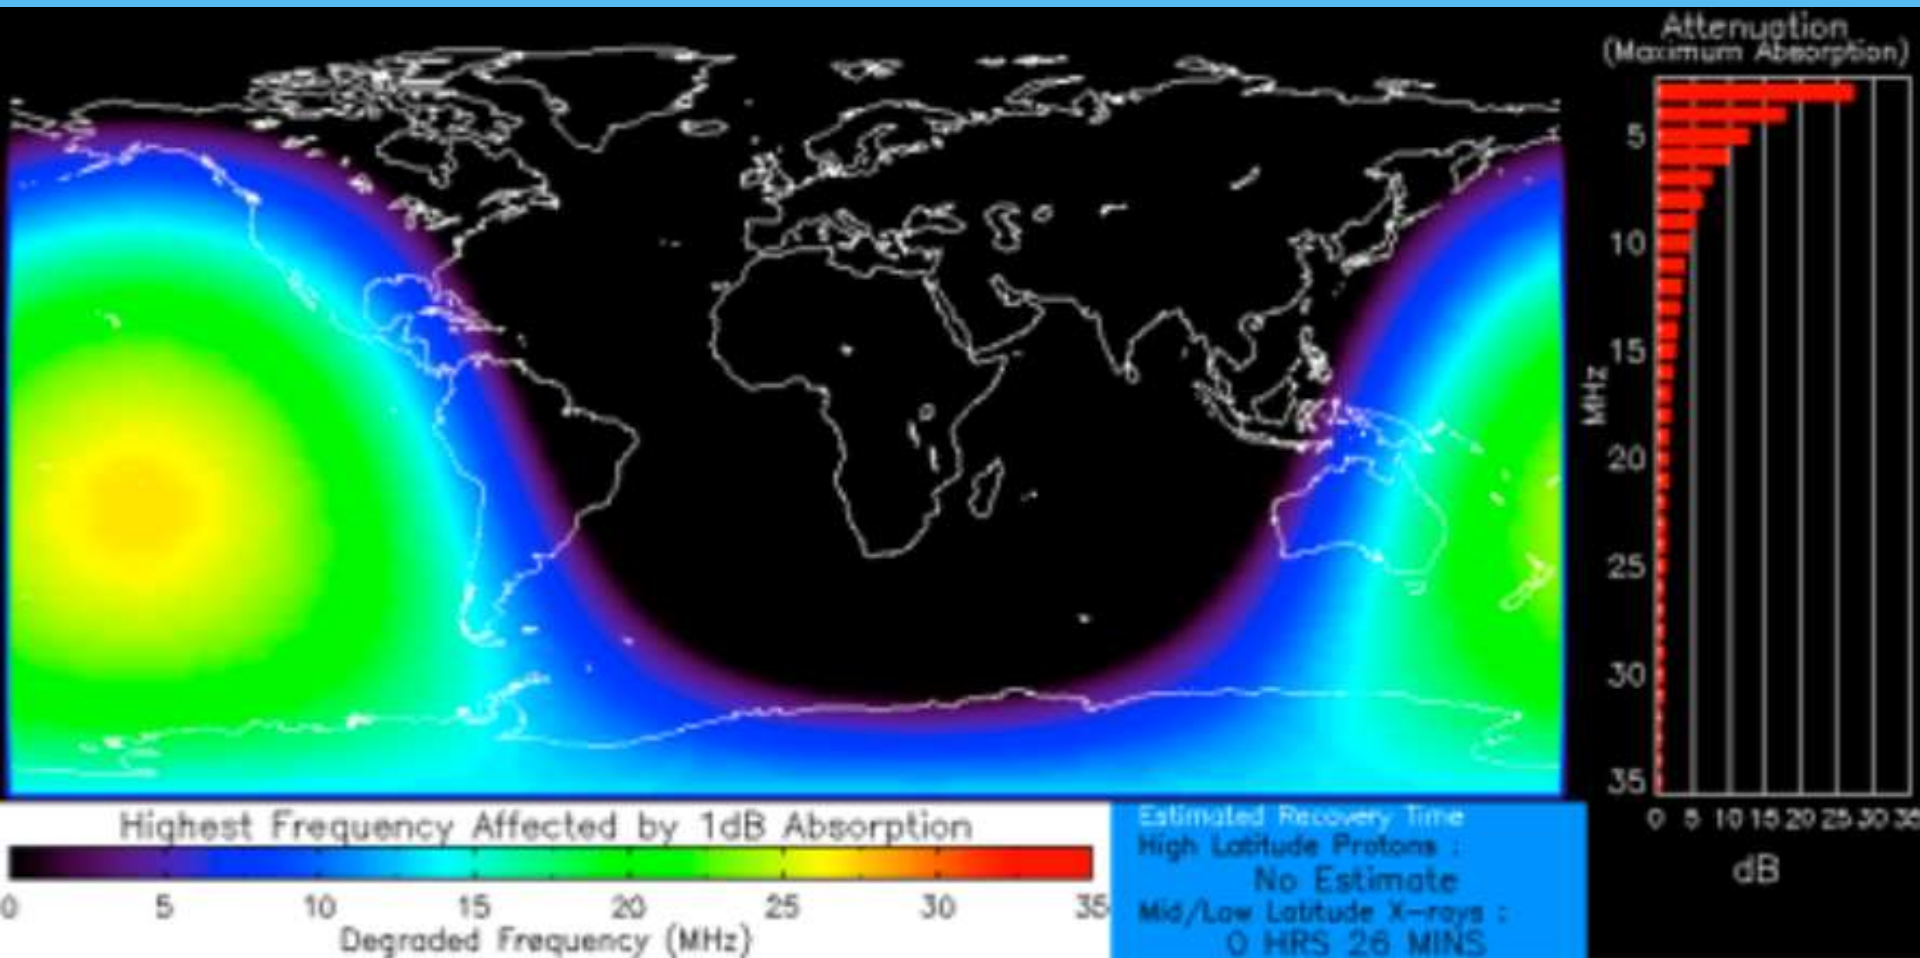 Attenuation
(Maximum Absorption)
5
10
15
20
25
30
35
MHz
0 5 10 15 20 25 30 35
dB
Highest Frequency Affected by 1dB Absorption
0 5 10 15 20 25 30 35
Degraded Frequency (MHz)
Estimated Recovery Time
High Latitude Protons :
No Estimate
Mid/Low Latitude X-rays :
0 HRS 26 MINS